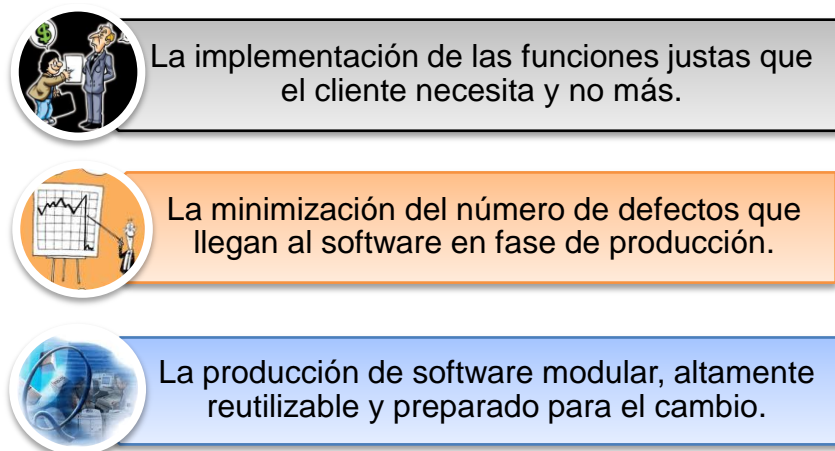 La implementación de las funciones justas que
el cliente necesita y no más.
La minimización del número de defectos que
llegan al software en fase de producción.
La producción de software modular, altamente
reutilizable y preparado para el cambio.